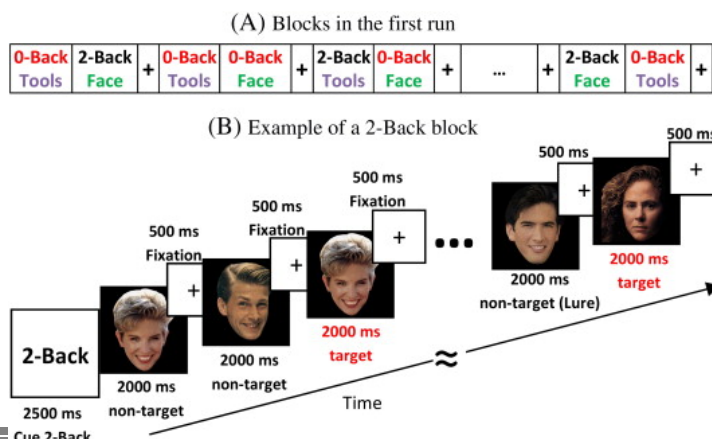 (A) Blocks in the first run
0-Back 2-Back + 0-Back 0-Back + 2-Back 0-Back + ... + 2-Back 0-Back +
Tools Face Tools Face Tools Face Face Tools
(B) Example of a 2-Back block
500 ms
500 ms
500 ms
Fixation
500 ms
Fixation
500 ms
Fixation
+
+
+
+
+
•••
2000 ms
target
2000 ms
non-target (Lure)
2000 ms
target
2-Back
2000 ms
non-target
2000 ms
non-target
≈
Time
2500 ms
Cue 2-Back